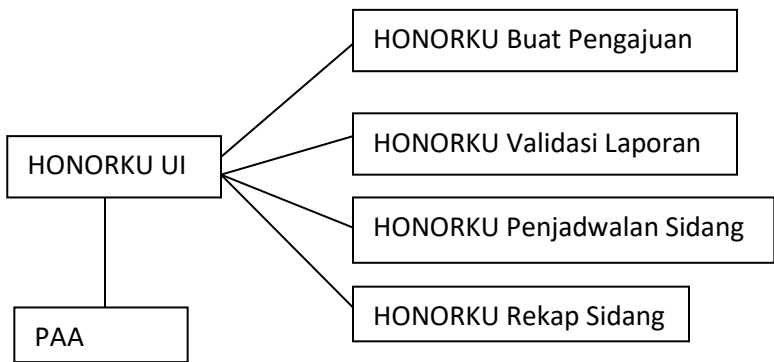 HONORKU Buat Pengajuan
HONORKU Validasi Laporan
HONORKU UI
HONORKU Penjadwalan Sidang
HONORKU Rekap Sidang
PAA